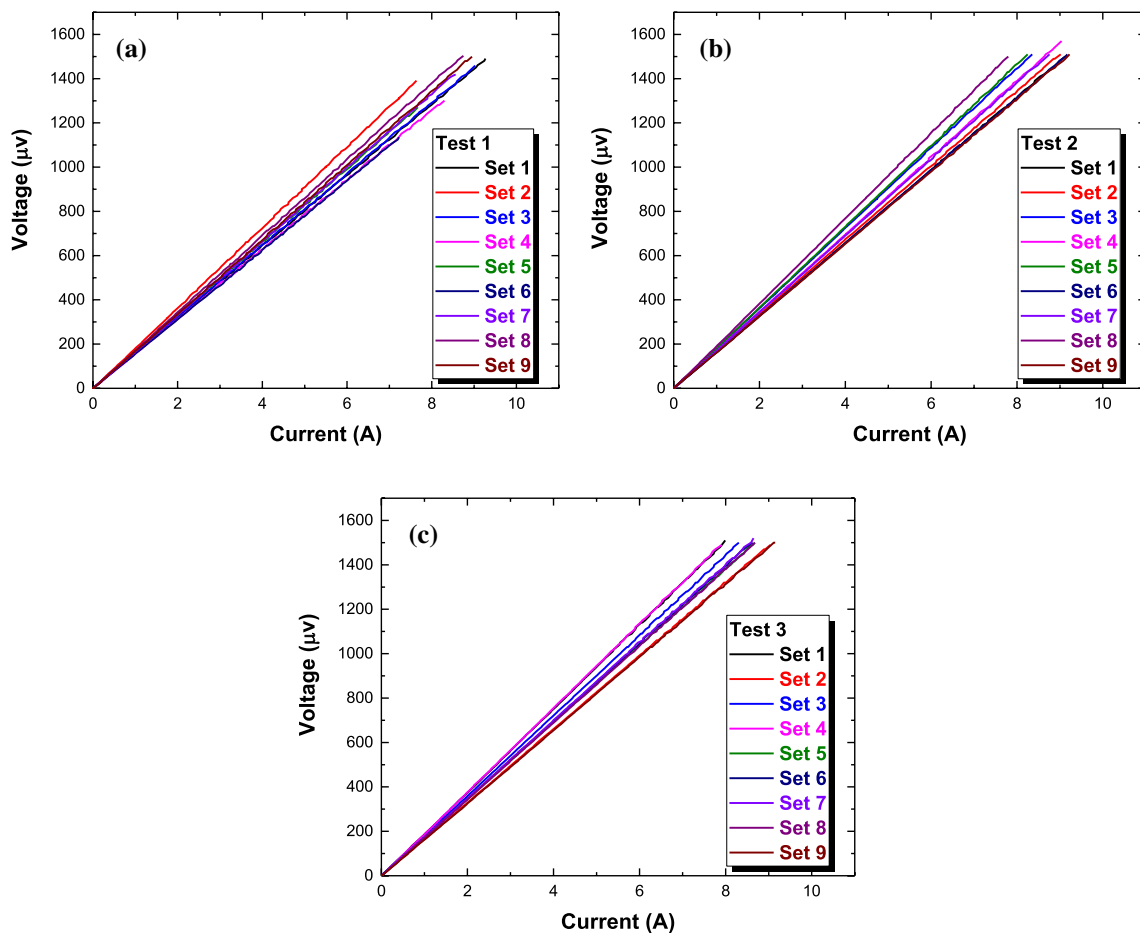 (a)
Voltage (μv)
1600
1400
1200
1000
800
600
400
200
0
0 2 4 6 8 10
Current (A)
Test 1
Set 1
Set 2
Set 3
Set 4
Set 5
Set 6
Set 7
Set 8
Set 9
(b)
Voltage (μv)
1600
1400
1200
1000
800
600
400
200
0
0 2 4 6 8 10
Current (A)
Test 2
Set 1
Set 2
Set 3
Set 4
Set 5
Set 6
Set 7
Set 8
Set 9
(c)
Voltage (μv)
1600
1400
1200
1000
800
600
400
200
0
0 2 4 6 8 10
Current (A)
Test 3
Set 1
Set 2
Set 3
Set 4
Set 5
Set 6
Set 7
Set 8
Set 9